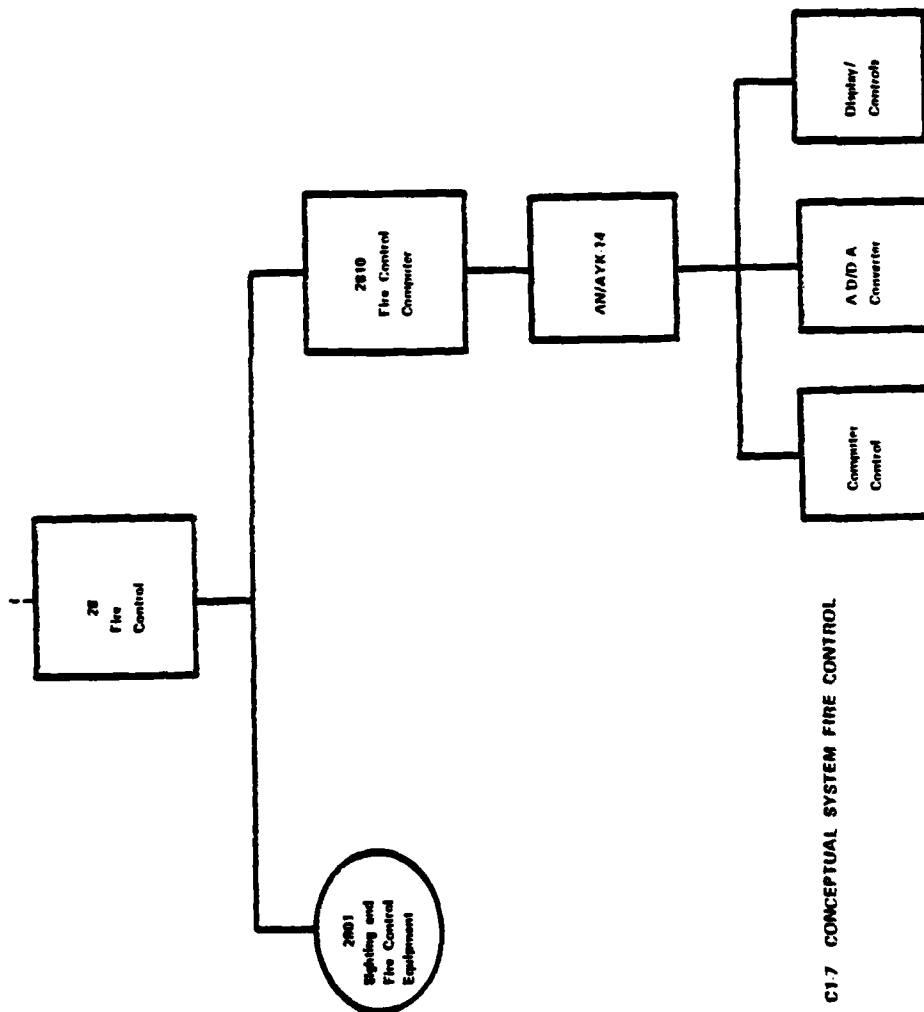 28
Fire
Control
2801
Sighting and
Fire Control
Equipment
2810
Fire Control
Computer
AN/AYK-14
Computer
Control
A D/D A
Converter
Display/
Controls
C1-7 CONCEPTUAL SYSTEM FIRE CONTROL